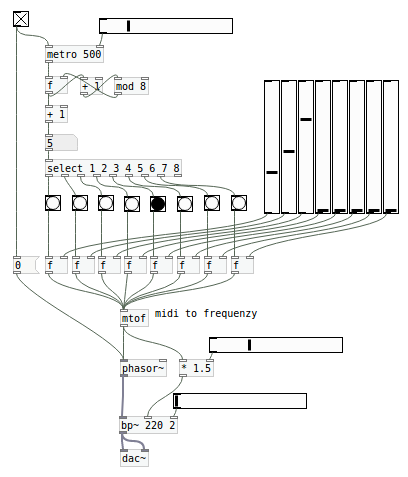 metro 500
f
+ 1
mod 8
+ 1
5
select 1 2 3 4 5 6 7 8
0
f
f
f
f
f
f
f
f
mtof
midi to frequenzy
phasor~
* 1.5
bp~ 220 2
dac~